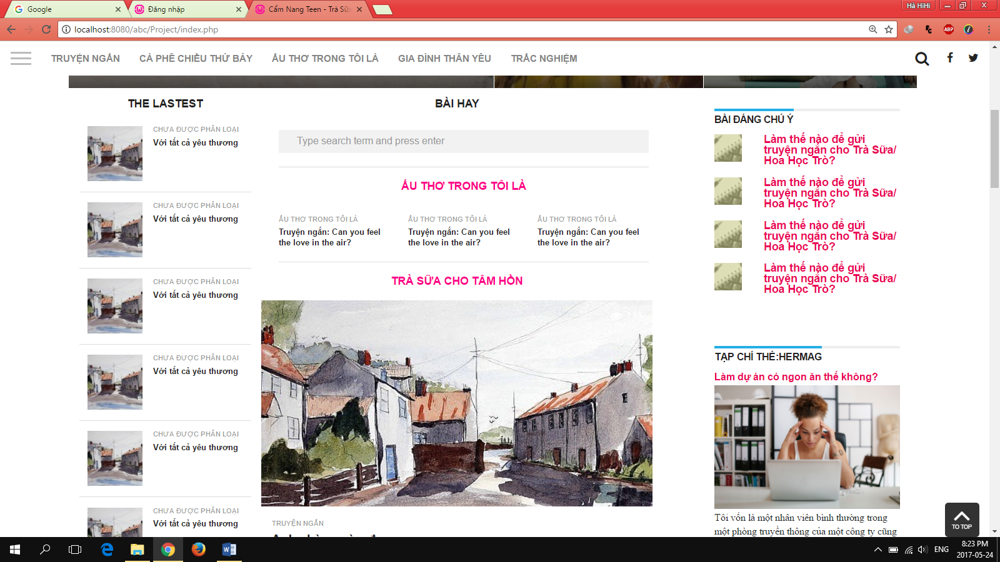 Google
Đăng nhập
Cẩm Nang Teen - Trà Sữa
Hà HiHi
localhost:8080/abc/Project/index.php
TRUYỆN NGẮN
CÀ PHÊ CHIỀU THỨ BẢY
ẤU THƠ TRONG TÔI LÀ
GIA ĐÌNH THÂN YÊU
TRẮC NGHIỆM
THE LASTEST
CHƯA ĐƯỢC PHÂN LOẠI
Với tất cả yêu thương
CHƯA ĐƯỢC PHÂN LOẠI
Với tất cả yêu thương
CHƯA ĐƯỢC PHÂN LOẠI
Với tất cả yêu thương
CHƯA ĐƯỢC PHÂN LOẠI
Với tất cả yêu thương
CHƯA ĐƯỢC PHÂN LOẠI
Với tất cả yêu thương
CHƯA ĐƯỢC PHÂN LOẠI
Với tất cả yêu thương
BÀI HAY
Type search term and press enter
ẤU THƠ TRONG TÔI LÀ
ẤU THƠ TRONG TÔI LÀ
Truyện ngắn: Can you feel
the love in the air?
ẤU THƠ TRONG TÔI LÀ
Truyện ngắn: Can you feel
the love in the air?
ẤU THƠ TRONG TÔI LÀ
Truyện ngắn: Can you feel
the love in the air?
TRÀ SỮA CHO TÂM HỒN
TRUYỆN NGẮN
BÀI ĐÁNG CHÚ Ý
Làm thế nào để gửi
truyện ngắn cho Trà Sữa/
Hoa Học Trò?
Làm thế nào để gửi
truyện ngắn cho Trà Sữa/
Hoa Học Trò?
Làm thế nào để gửi
truyện ngắn cho Trà Sữa/
Hoa Học Trò?
Làm thế nào để gửi
truyện ngắn cho Trà Sữa/
Hoa Học Trò?
TẠP CHÍ THẺ:HERMAG
Làm dự án có ngon ăn thế không?
Tôi vốn là một nhân viên bình thường trong
một phòng truyền thông của một công ty cũng
TO TOP
ENG
8:23 PM
2017-05-24